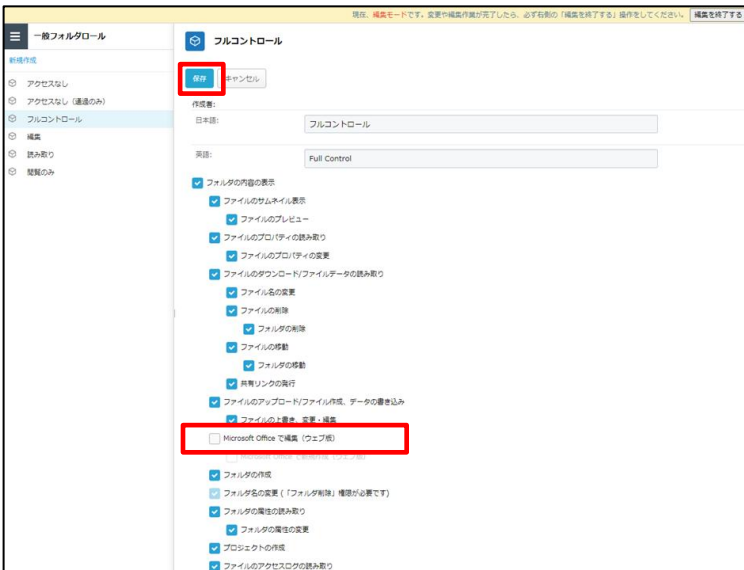 現在、編集モードです。変更や編集作業が完了したら、必ず右側の「編集を終了する」操作をしてください。 編集を終了する
一般フォルダロール
フルコントロール
新規作成
保存 キャンセル
アクセスなし
アクセスなし（通過のみ）
フルコントロール
編集
読み取り
閲覧のみ
作成者:
日本語: フルコントロール
英語: Full Control
フォルダの内容の表示
ファイルのサムネイル表示
ファイルのプレビュー
ファイルのプロパティの読み取り
ファイルのプロパティの変更
ファイルのダウンロード/ファイルデータの読み取り
ファイル名の変更
ファイルの削除
フォルダの削除
ファイルの移動
フォルダの移動
共有リンクの発行
ファイルのアップロード/ファイル作成、データの書き込み
ファイルの上書き、変更・編集
Microsoft Office で編集（ウェブ版）
Microsoft Office で新規作成（ウェブ版）
フォルダの作成
フォルダ名の変更 (「フォルダ削除」権限が必要です)
フォルダの属性の読み取り
フォルダの属性の変更
プロジェクトの作成
ファイルのアクセスログの読み取り